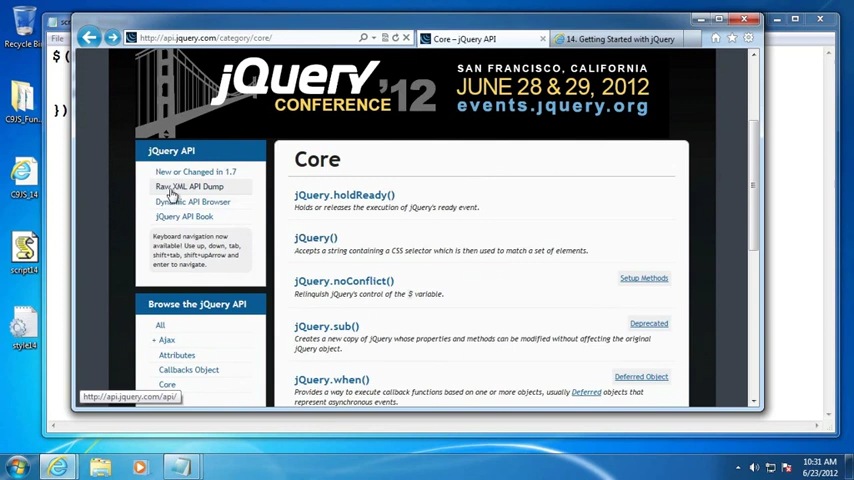 Recycle Bi
scr
http://api.jquery.com/category/core/
Core – jQuery API
14. Getting Started with jQuery
File
$(
})
C9JS_Fun...
C9JS_14
script14
style14
jQuery
CONFERENCE '12
SAN FRANCISCO, CALIFORNIA
JUNE 28 & 29, 2012
events.jquery.org
jQuery API
New or Changed in 1.7
Raw XML API Dump
Dynamic API Browser
jQuery API Book
Keyboard navigation now
available! Use up, down, tab,
shift+tab, shift+upArrow and
enter to navigate.
Browse the jQuery API
All
+ Ajax
Attributes
Callbacks Object
Core
http://api.jquery.com/api/
Core
jQuery.holdReady()
Holds or releases the execution of jQuery's ready event.
jQuery()
Accepts a string containing a CSS selector which is then used to match a set of elements.
jQuery.noConflict()
Setup Methods
Relinquish jQuery's control of the $ variable.
jQuery.sub()
Deprecated
Creates a new copy of jQuery whose properties and methods can be modified without affecting the original
jQuery object.
jQuery.when()
Deferred Object
Provides a way to execute callback functions based on one or more objects, usually Deferred objects that
represent asynchronous events.
10:31 AM
6/23/2012